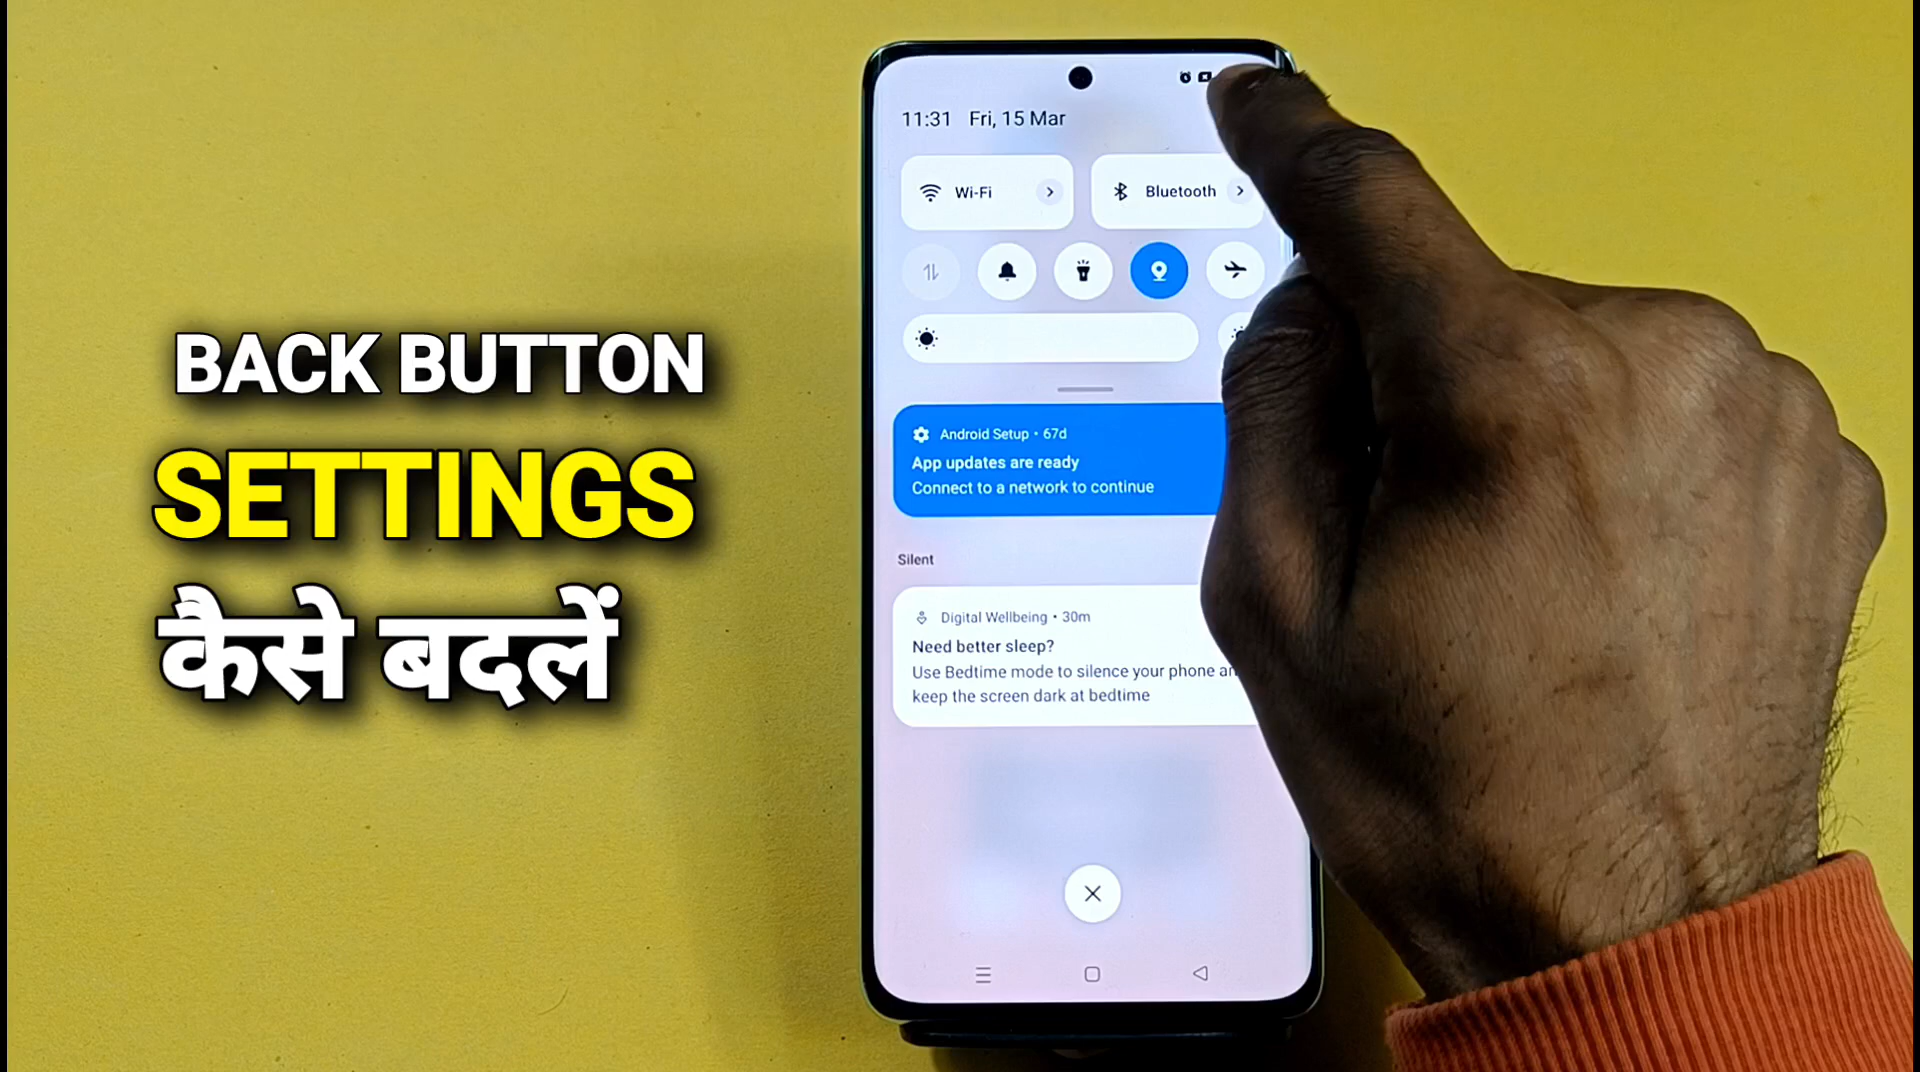 BACK BUTTON
SETTINGS
कैसे बदलें
11:31 Fri, 15 Mar
Wi-Fi
Bluetooth
Android Setup • 67d
App updates are ready
Connect to a network to continue
Silent
Digital Wellbeing • 30m
Need better sleep?
Use Bedtime mode to silence your phone
keep the screen dark at bedtime